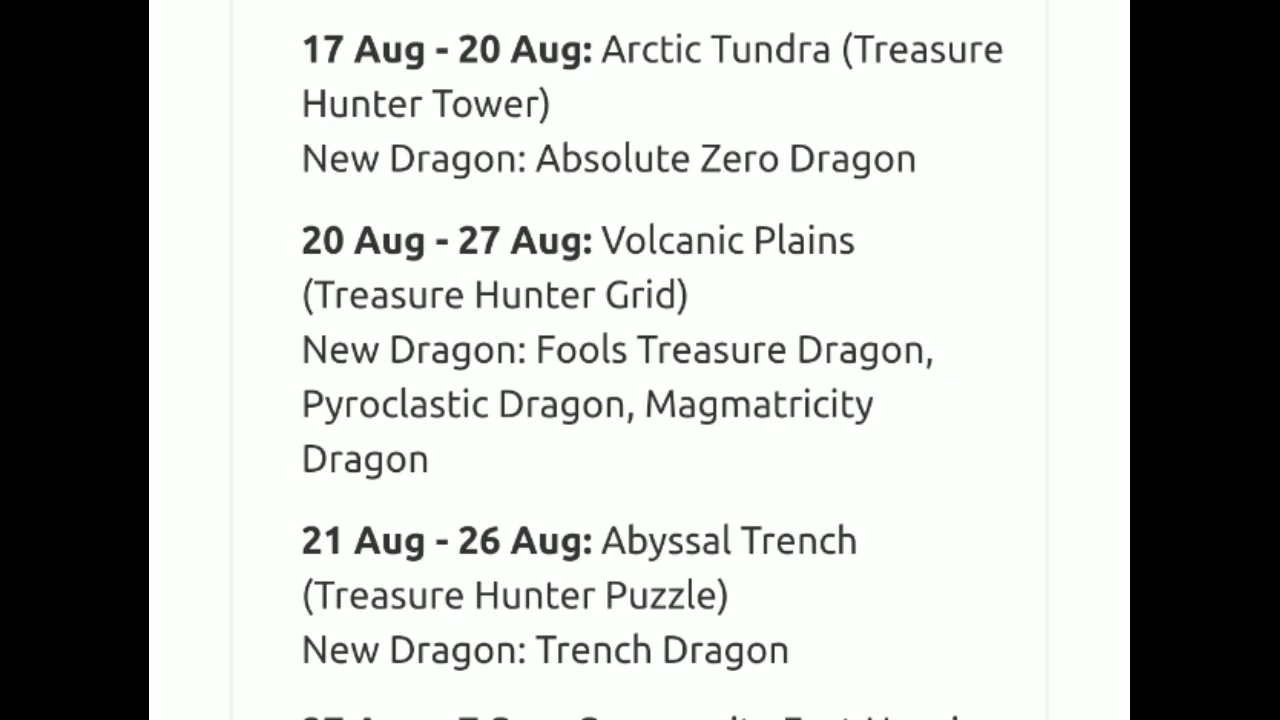 17 Aug - 20 Aug: Arctic Tundra (Treasure
Hunter Tower)
New Dragon: Absolute Zero Dragon
20 Aug - 27 Aug: Volcanic Plains
(Treasure Hunter Grid)
New Dragon: Fools Treasure Dragon,
Pyroclastic Dragon, Magmatricity
Dragon
21 Aug - 26 Aug: Abyssal Trench
(Treasure Hunter Puzzle)
New Dragon: Trench Dragon